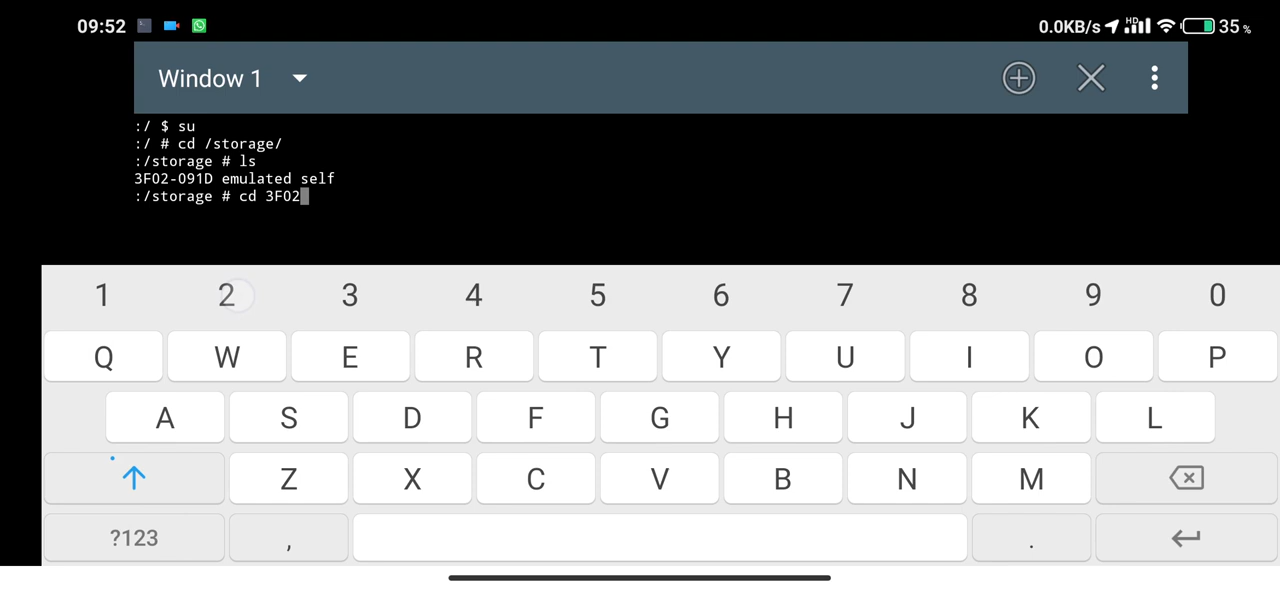 09:52 0.0KB/s HD 35 %
Window 1
:/ $ su
:/ # cd /storage/
:/storage # ls
3F02-091D emulated self
:/storage # cd 3F02
1 2 3 4 5 6 7 8 9 0
Q W E R T Y U I O P
A S D F G H J K L
Z X C V B N M
?123 , .